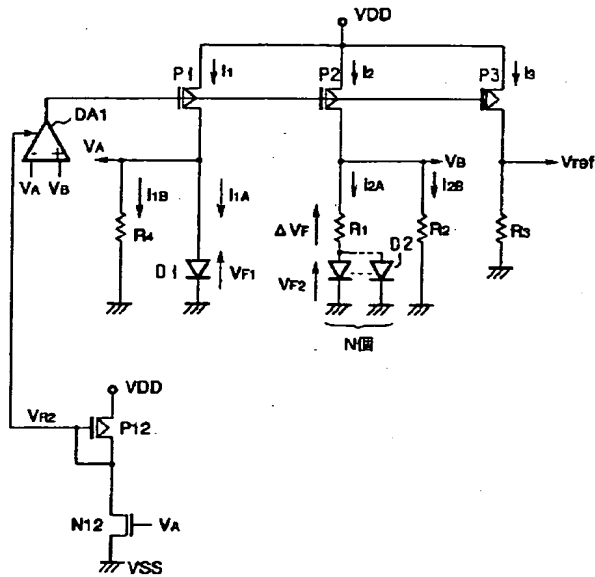 VDD
P1
I1
P2
I2
P3
I3
DA1
VA
-
+
VA
VB
VB
Vref
I1B
I1A
I2A
I2B
R4
ΔVF
R1
R2
R3
D1
VF1
VF2
D2
N個
VDD
VR2
P12
N12
VA
VSS